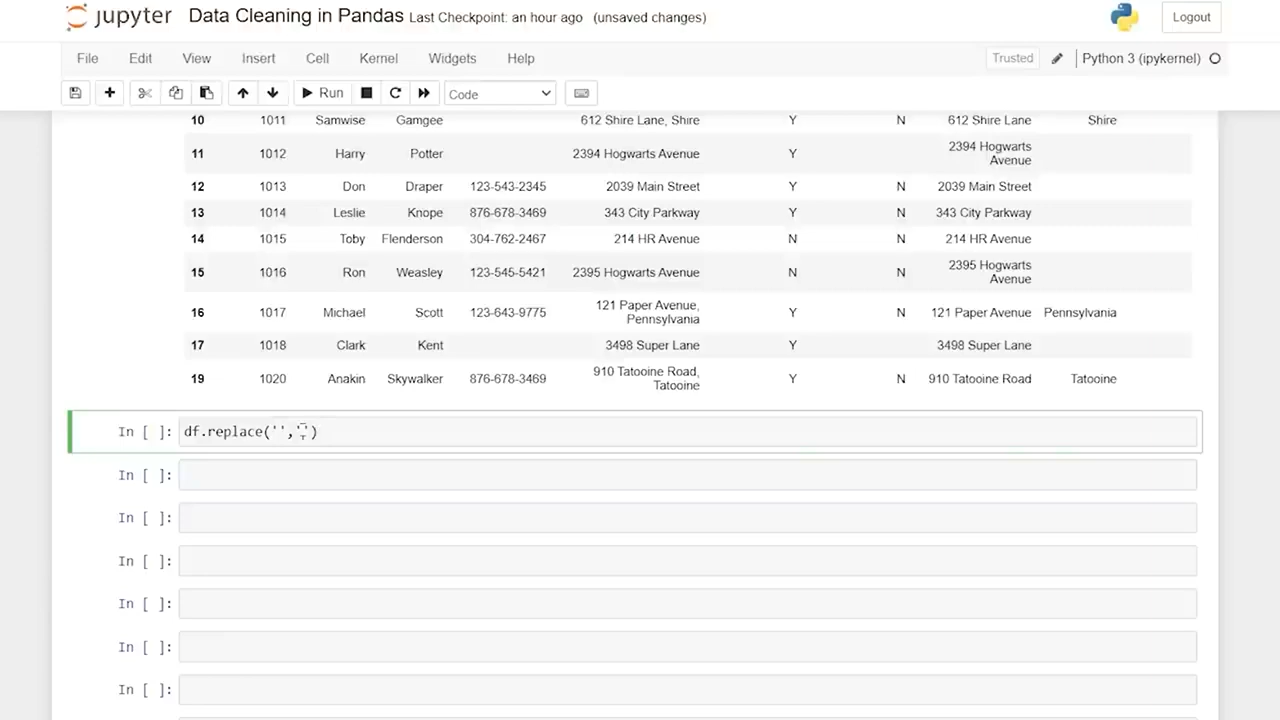 jupyter Data Cleaning in Pandas Last Checkpoint: an hour ago (unsaved changes) Logout
File Edit View Insert Cell Kernel Widgets Help Trusted Python 3 (ipykernel)
Run Code
10 1011 Samwise Gamgee 612 Shire Lane, Shire Y N 612 Shire Lane Shire
11 1012 Harry Potter 2394 Hogwarts Avenue Y 2394 Hogwarts
Avenue
12 1013 Don Draper 123-543-2345 2039 Main Street Y N 2039 Main Street
13 1014 Leslie Knope 876-678-3469 343 City Parkway Y N 343 City Parkway
14 1015 Toby Flenderson 304-762-2467 214 HR Avenue N N 214 HR Avenue
15 1016 Ron Weasley 123-545-5421 2395 Hogwarts Avenue N N 2395 Hogwarts
Avenue
16 1017 Michael Scott 123-643-9775 121 Paper Avenue,
Pennsylvania Y N 121 Paper Avenue Pennsylvania
17 1018 Clark Kent 3498 Super Lane Y 3498 Super Lane
19 1020 Anakin Skywalker 876-678-3469 910 Tatooine Road,
Tatooine Y N 910 Tatooine Road Tatooine
In [ ]: df.replace('','')
In [ ]:
In [ ]:
In [ ]:
In [ ]:
In [ ]:
In [ ]: